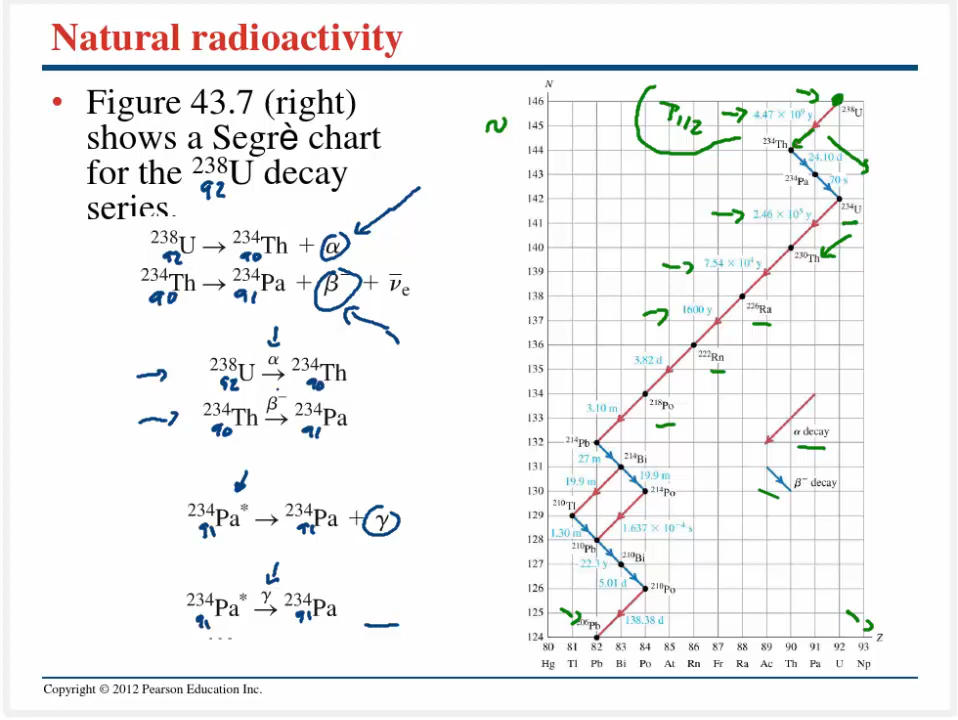 Natural radioactivity
• Figure 43.7 (right)
shows a Segrè chart
for the ²³⁸U decay
92
series.
²³⁸U → ²³⁴Th + α
92 90
²³⁴Th → ²³⁴Pa + β⁻ + ν̅ₑ
90 91
²³⁸U →(α) ²³⁴Th
92 90
²³⁴Th →(β⁻) ²³⁴Pa
90 91
²³⁴Pa* → ²³⁴Pa + γ
91 91
²³⁴Pa* →(γ) ²³⁴Pa
91 91
...
N
T1/2
146
145
144
143
142
141
140
139
138
137
136
135
134
133
132
131
130
129
128
127
126
125
124
4.47 × 10⁹ y
²³⁸U
²³⁴Th
24.10 d
²³⁴Pa
70 s
²³⁴U
2.46 × 10⁵ y
²³⁰Th
7.54 × 10⁴ y
²²⁶Ra
1600 y
²²²Rn
3.82 d
²¹⁸Po
3.10 m
²¹⁴Pb
27 m
²¹⁴Bi
19.9 m
19.9 m
²¹⁴Po
²¹⁰Tl
1.30 m
1.637 × 10⁻⁴ s
²¹⁰Pb
22.3 y
²¹⁰Bi
5.01 d
²¹⁰Po
²⁰⁶Pb
138.38 d
α decay
β⁻ decay
80 81 82 83 84 85 86 87 88 89 90 91 92 93 Z
Hg Tl Pb Bi Po At Rn Fr Ra Ac Th Pa U Np
Copyright © 2012 Pearson Education Inc.